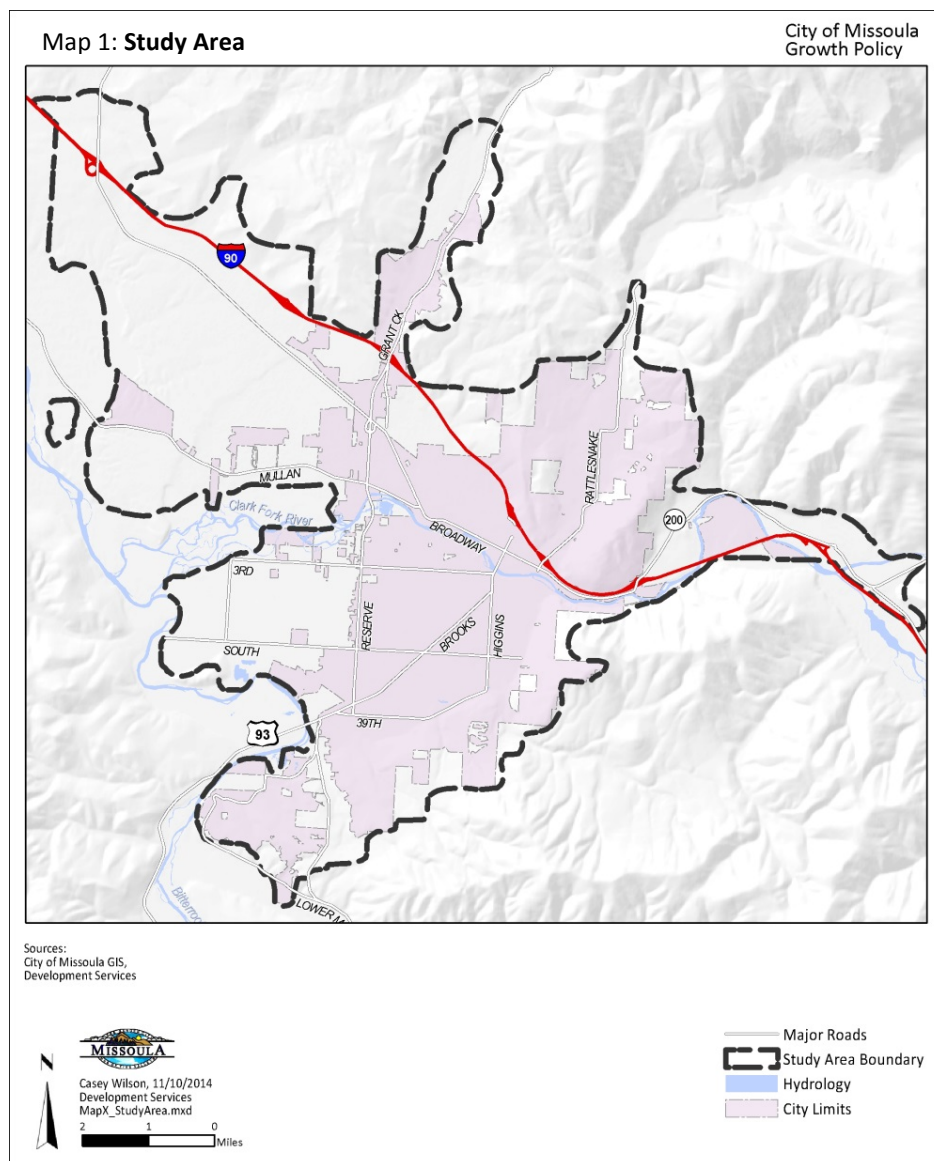 Map 1: Study Area
City of Missoula
Growth Policy
90
GRANT CK
RATTLESNAKE
MULLAN
Clark Fork River
BROADWAY
200
3RD
RESERVE
BROOKS
HIGGINS
SOUTH
39TH
93
LOWER M
Sources:
City of Missoula GIS,
Development Services
MISSOULA
N
Casey Wilson, 11/10/2014
Development Services
MapX_StudyArea.mxd
2 1 0
Miles
Major Roads
Study Area Boundary
Hydrology
City Limits